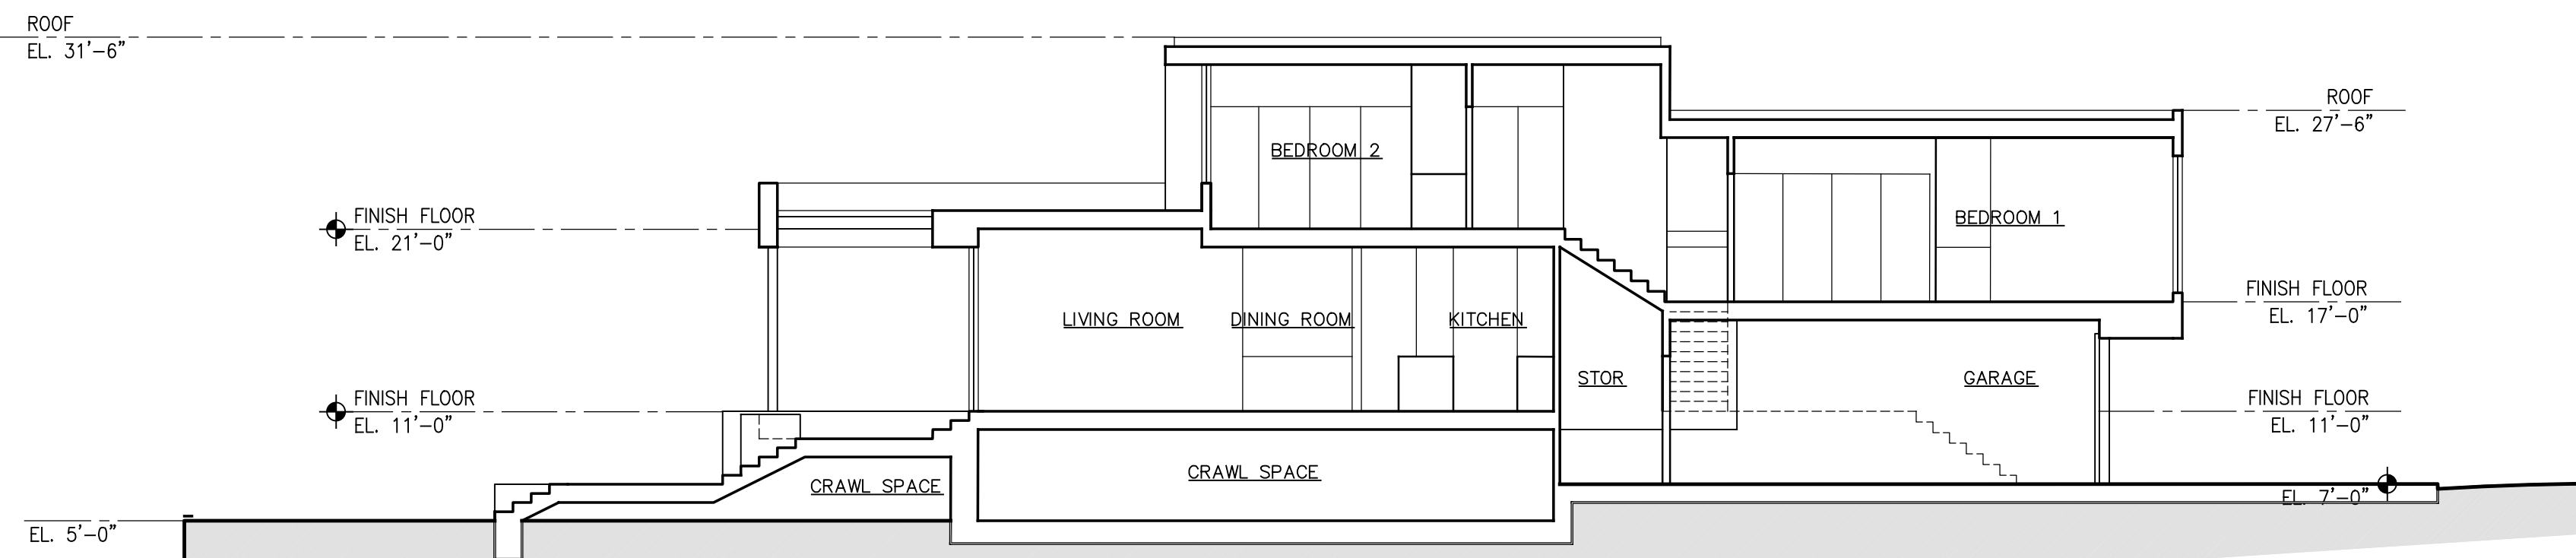 ROOF
EL. 31'-6"
ROOF
EL. 27'-6"
BEDROOM 2
FINISH FLOOR
EL. 21'-0"
BEDROOM 1
FINISH FLOOR
EL. 17'-0"
LIVING ROOM
DINING ROOM
KITCHEN
STOR
GARAGE
FINISH FLOOR
EL. 11'-0"
FINISH FLOOR
EL. 11'-0"
CRAWL SPACE
CRAWL SPACE
EL. 7'-0"
EL. 5'-0"